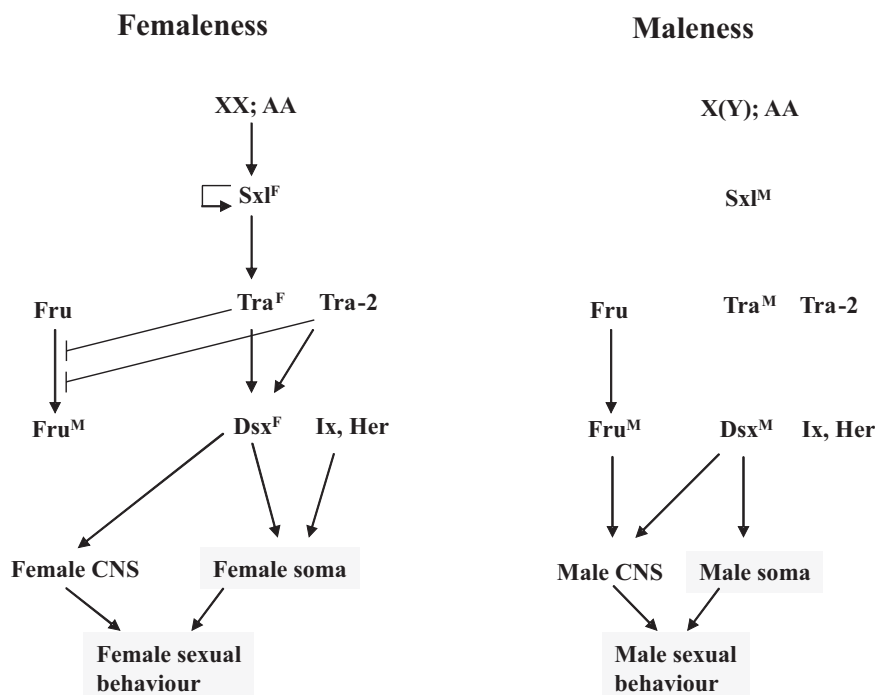 Femaleness
XX; AA
Sxlᶠ
Fru
Traᶠ
Tra-2
Fruᴹ
Dsxᶠ
Ix, Her
Female CNS
Female soma
Female sexual
behaviour
Maleness
X(Y); AA
Sxlᴹ
Fru
Traᴹ
Tra-2
Fruᴹ
Dsxᴹ
Ix, Her
Male CNS
Male soma
Male sexual
behaviour